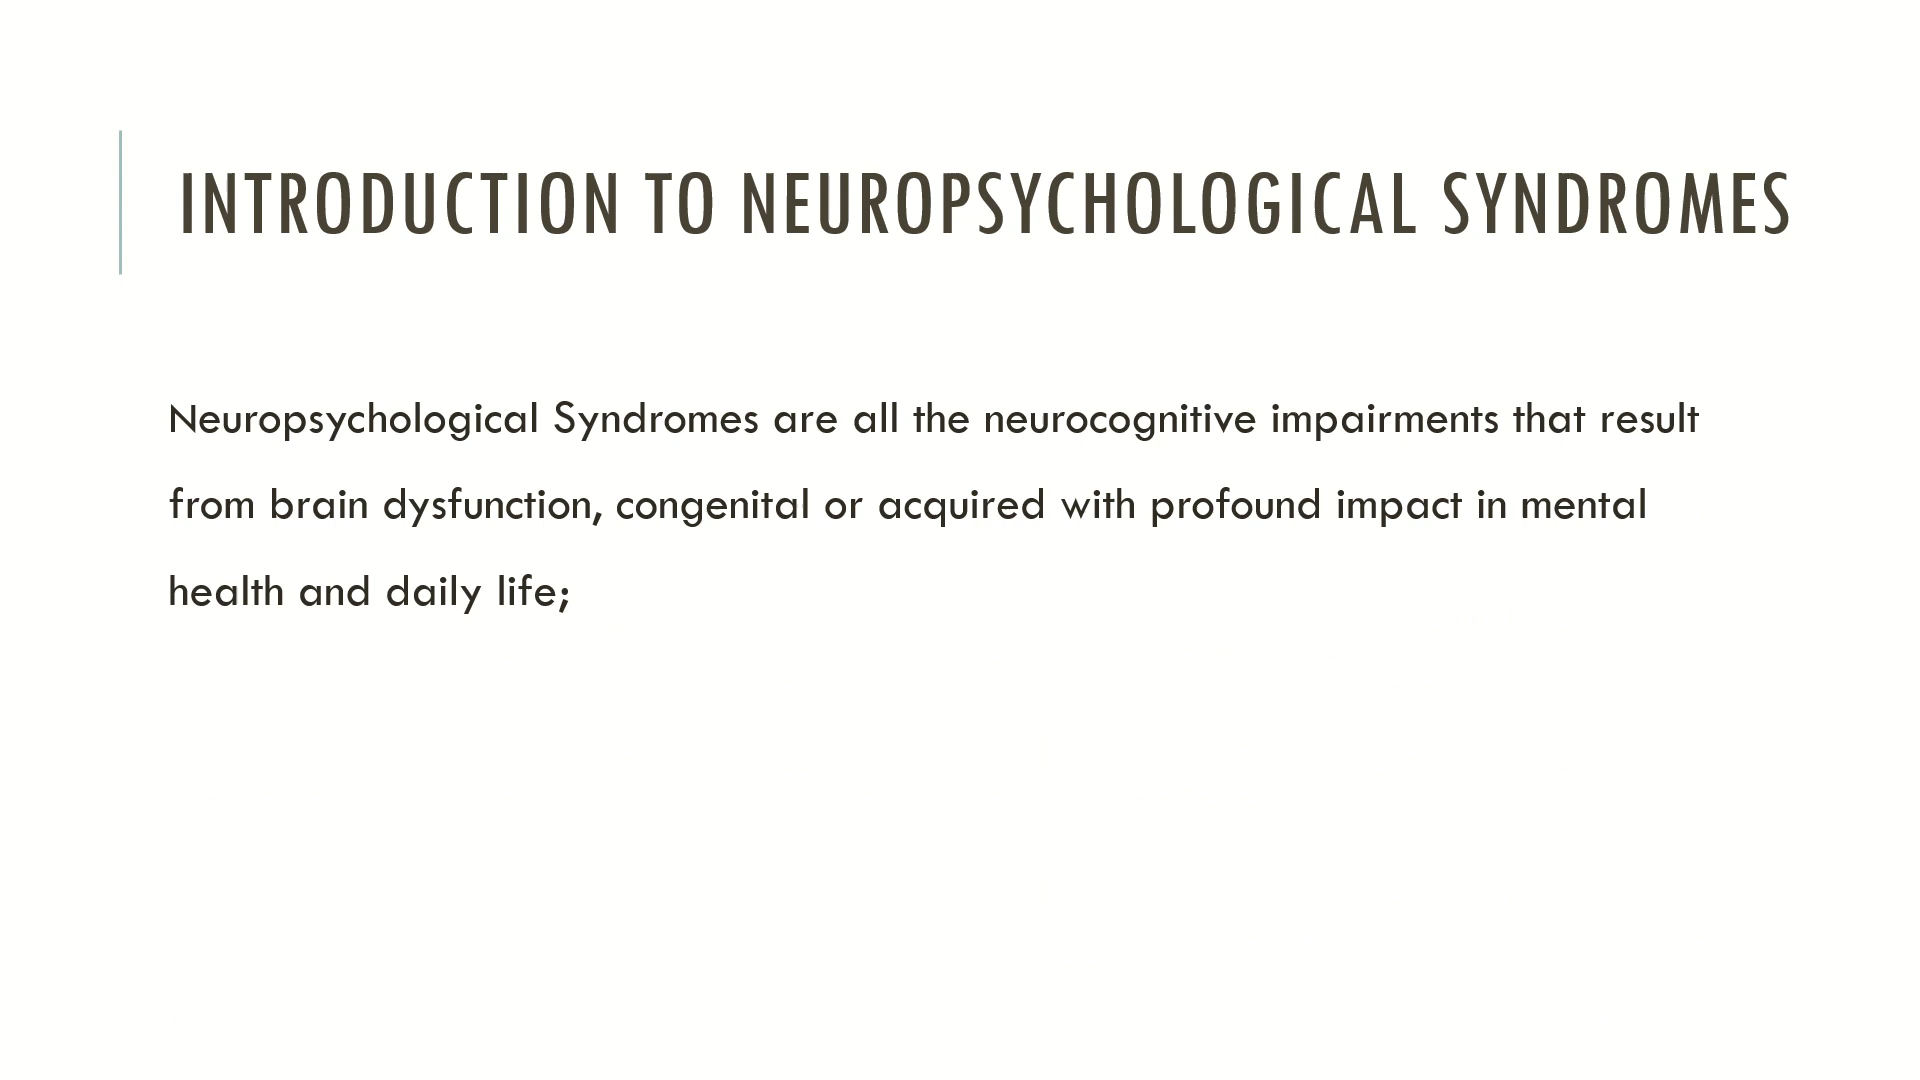 INTRODUCTION TO NEUROPSYCHOLOGICAL SYNDROMES
Neuropsychological Syndromes are all the neurocognitive impairments that result
from brain dysfunction, congenital or acquired with profound impact in mental
health and daily life;